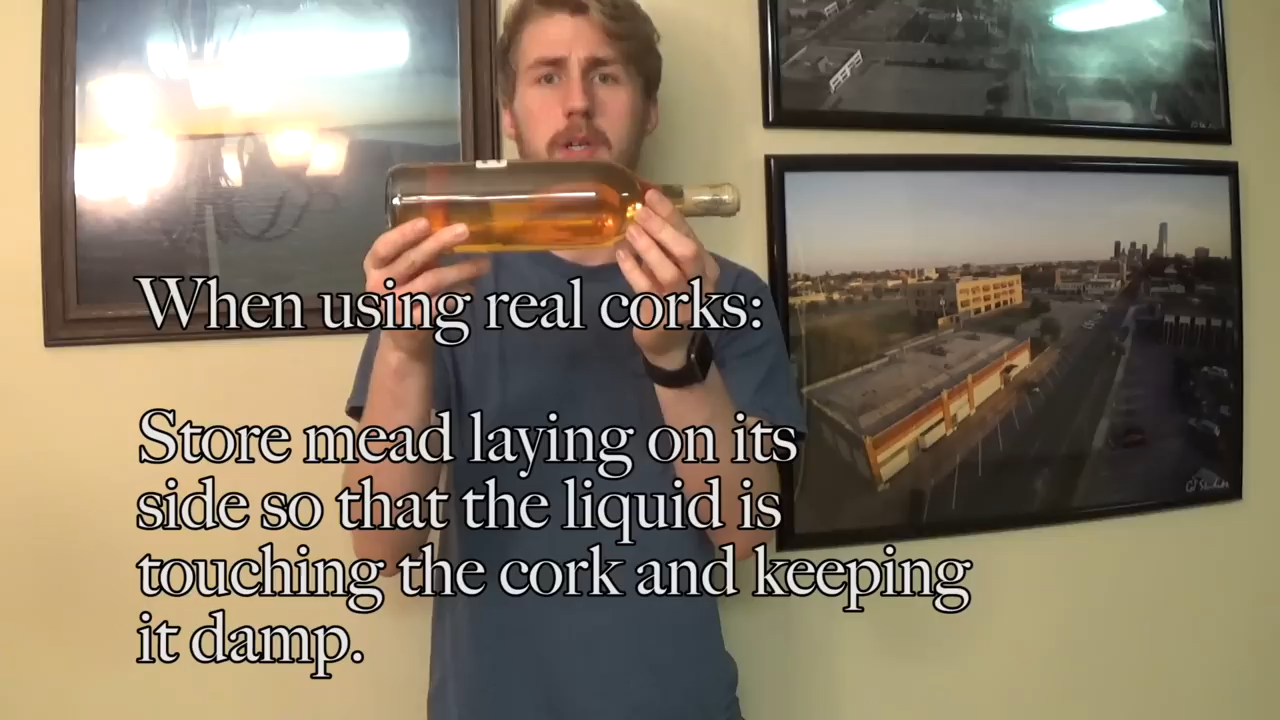 When using real corks:
Store mead laying on its
side so that the liquid is
touching the cork and keeping
it damp.